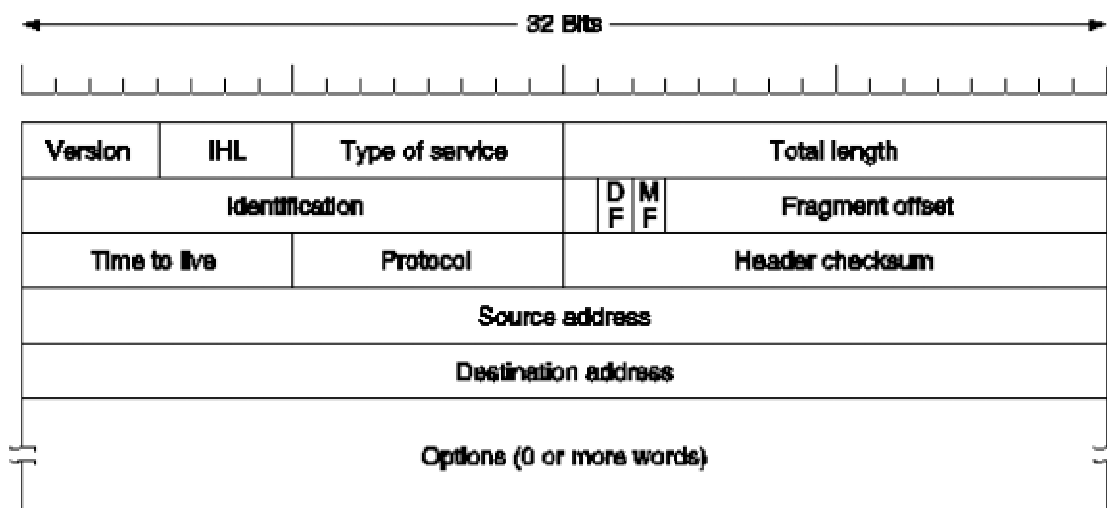 32 Bits
Version IHL Type of service Total length
Identification D F M F Fragment offset
Time to live Protocol Header checksum
Source address
Destination address
Options (0 or more words)